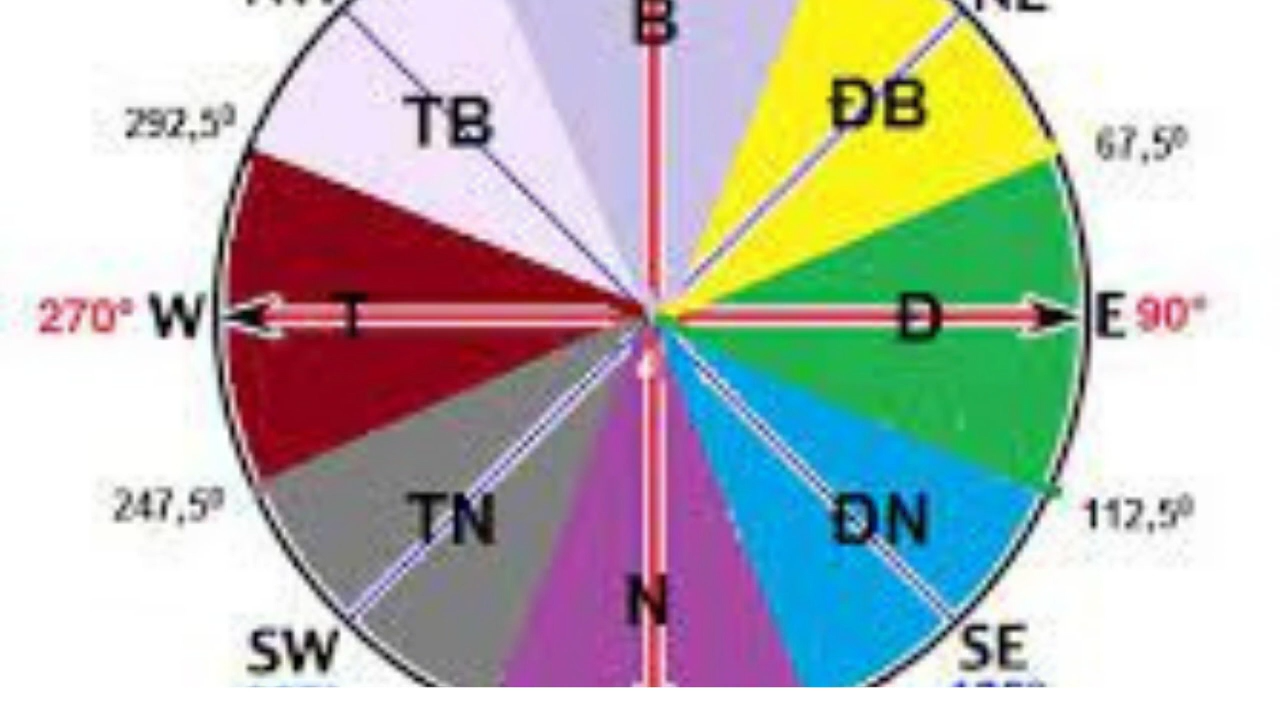 B
NE
TB
ĐB
292,5⁰
67,5⁰
270° W
T
Đ
E 90°
247,5⁰
TN
ĐN
112,5⁰
N
SW
SE